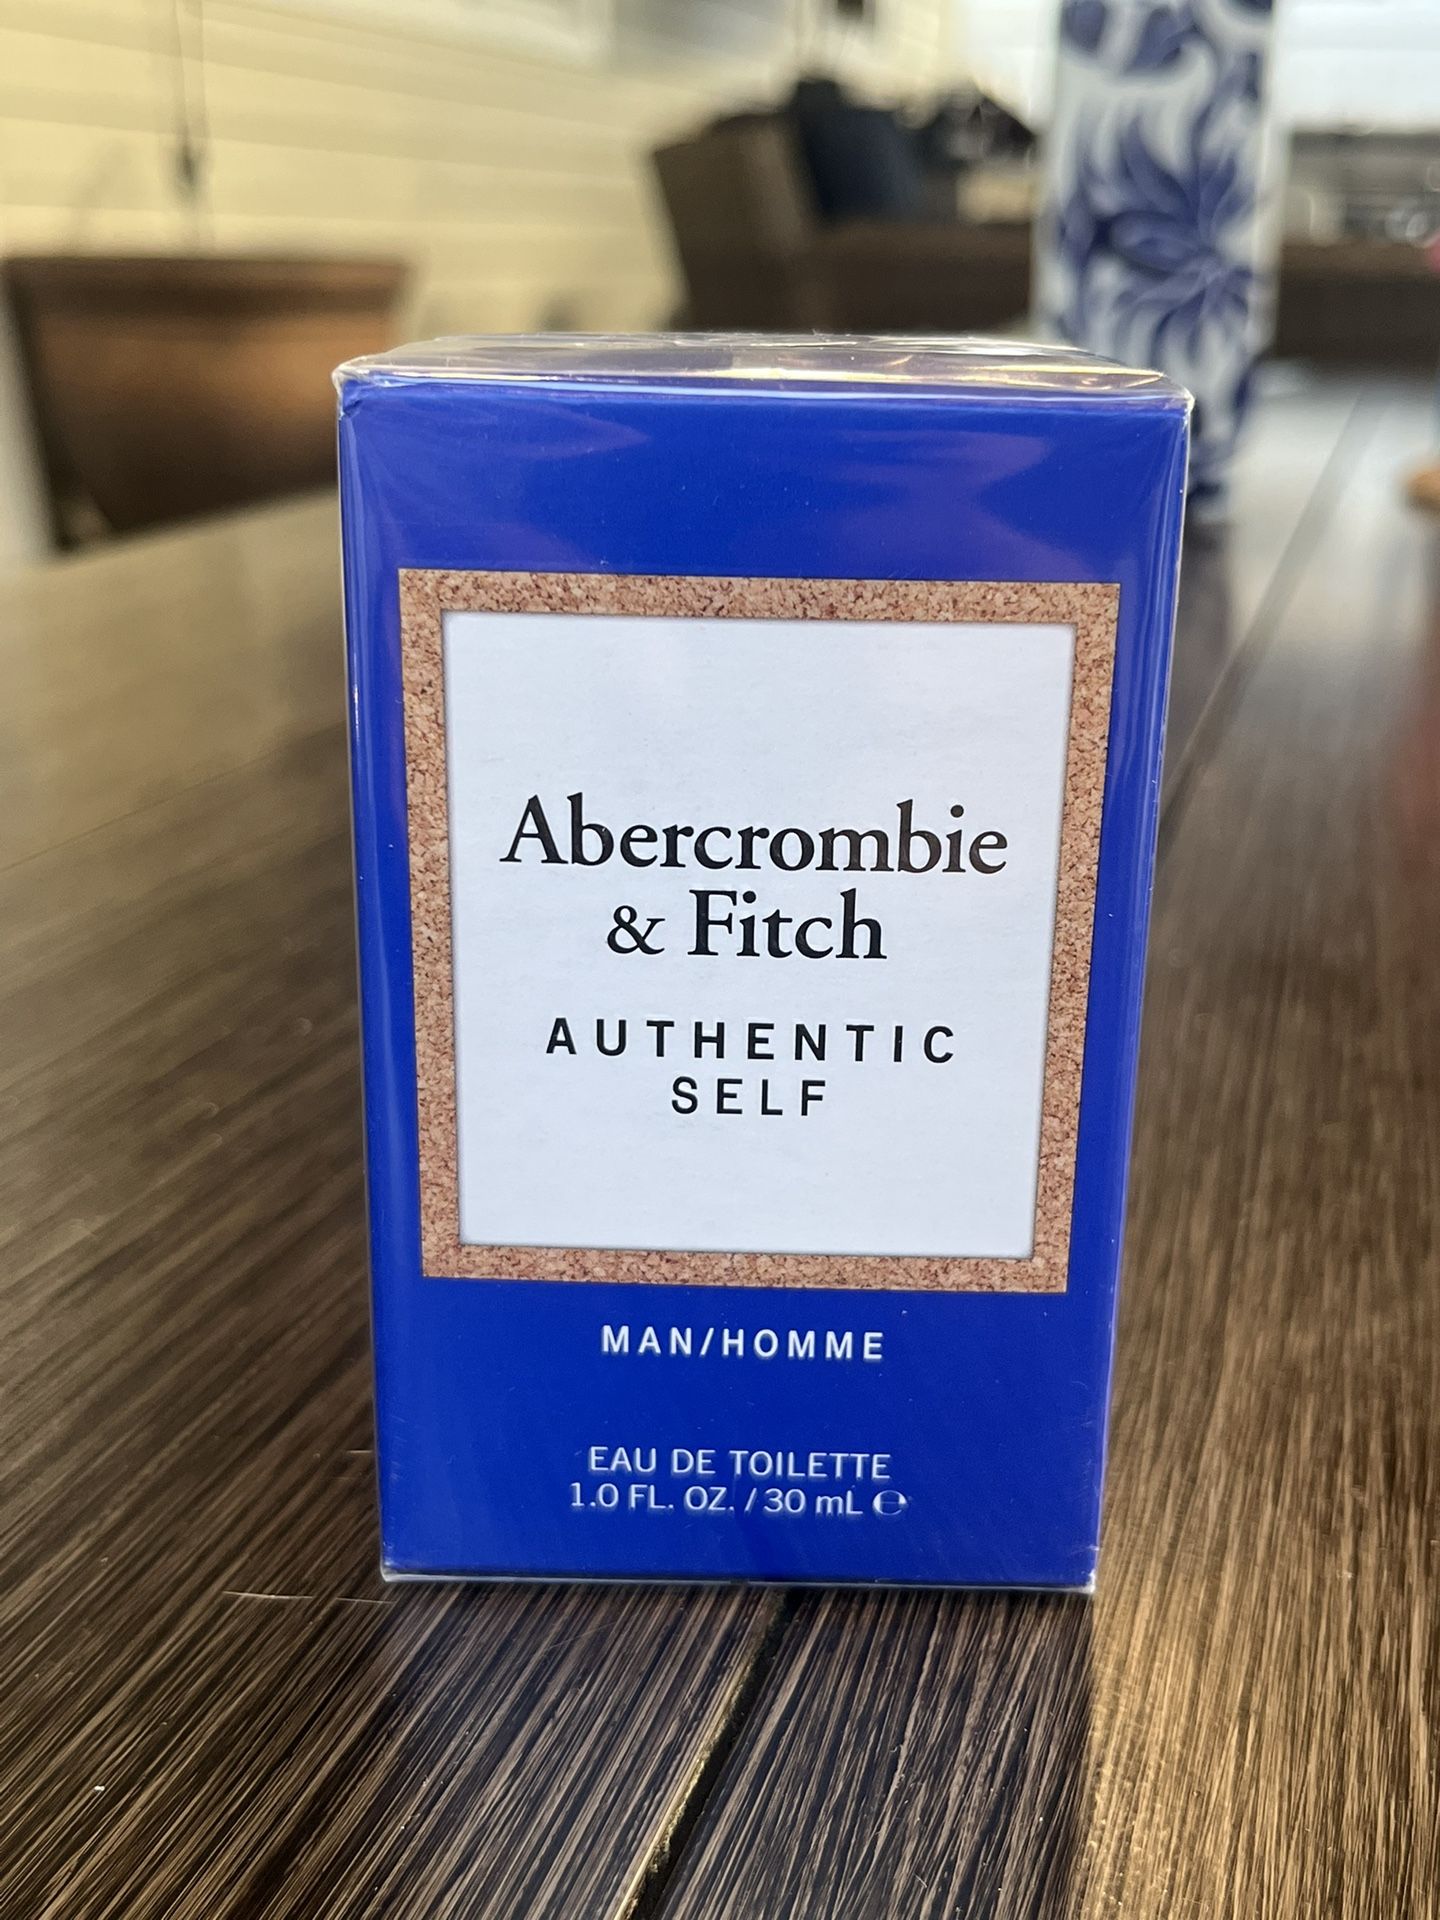 Abercrombie
& Fitch
AUTHENTIC
SELF
MAN/HOMME
EAU DE TOILETTE
1.0 FL. OZ. / 30 mL ℮